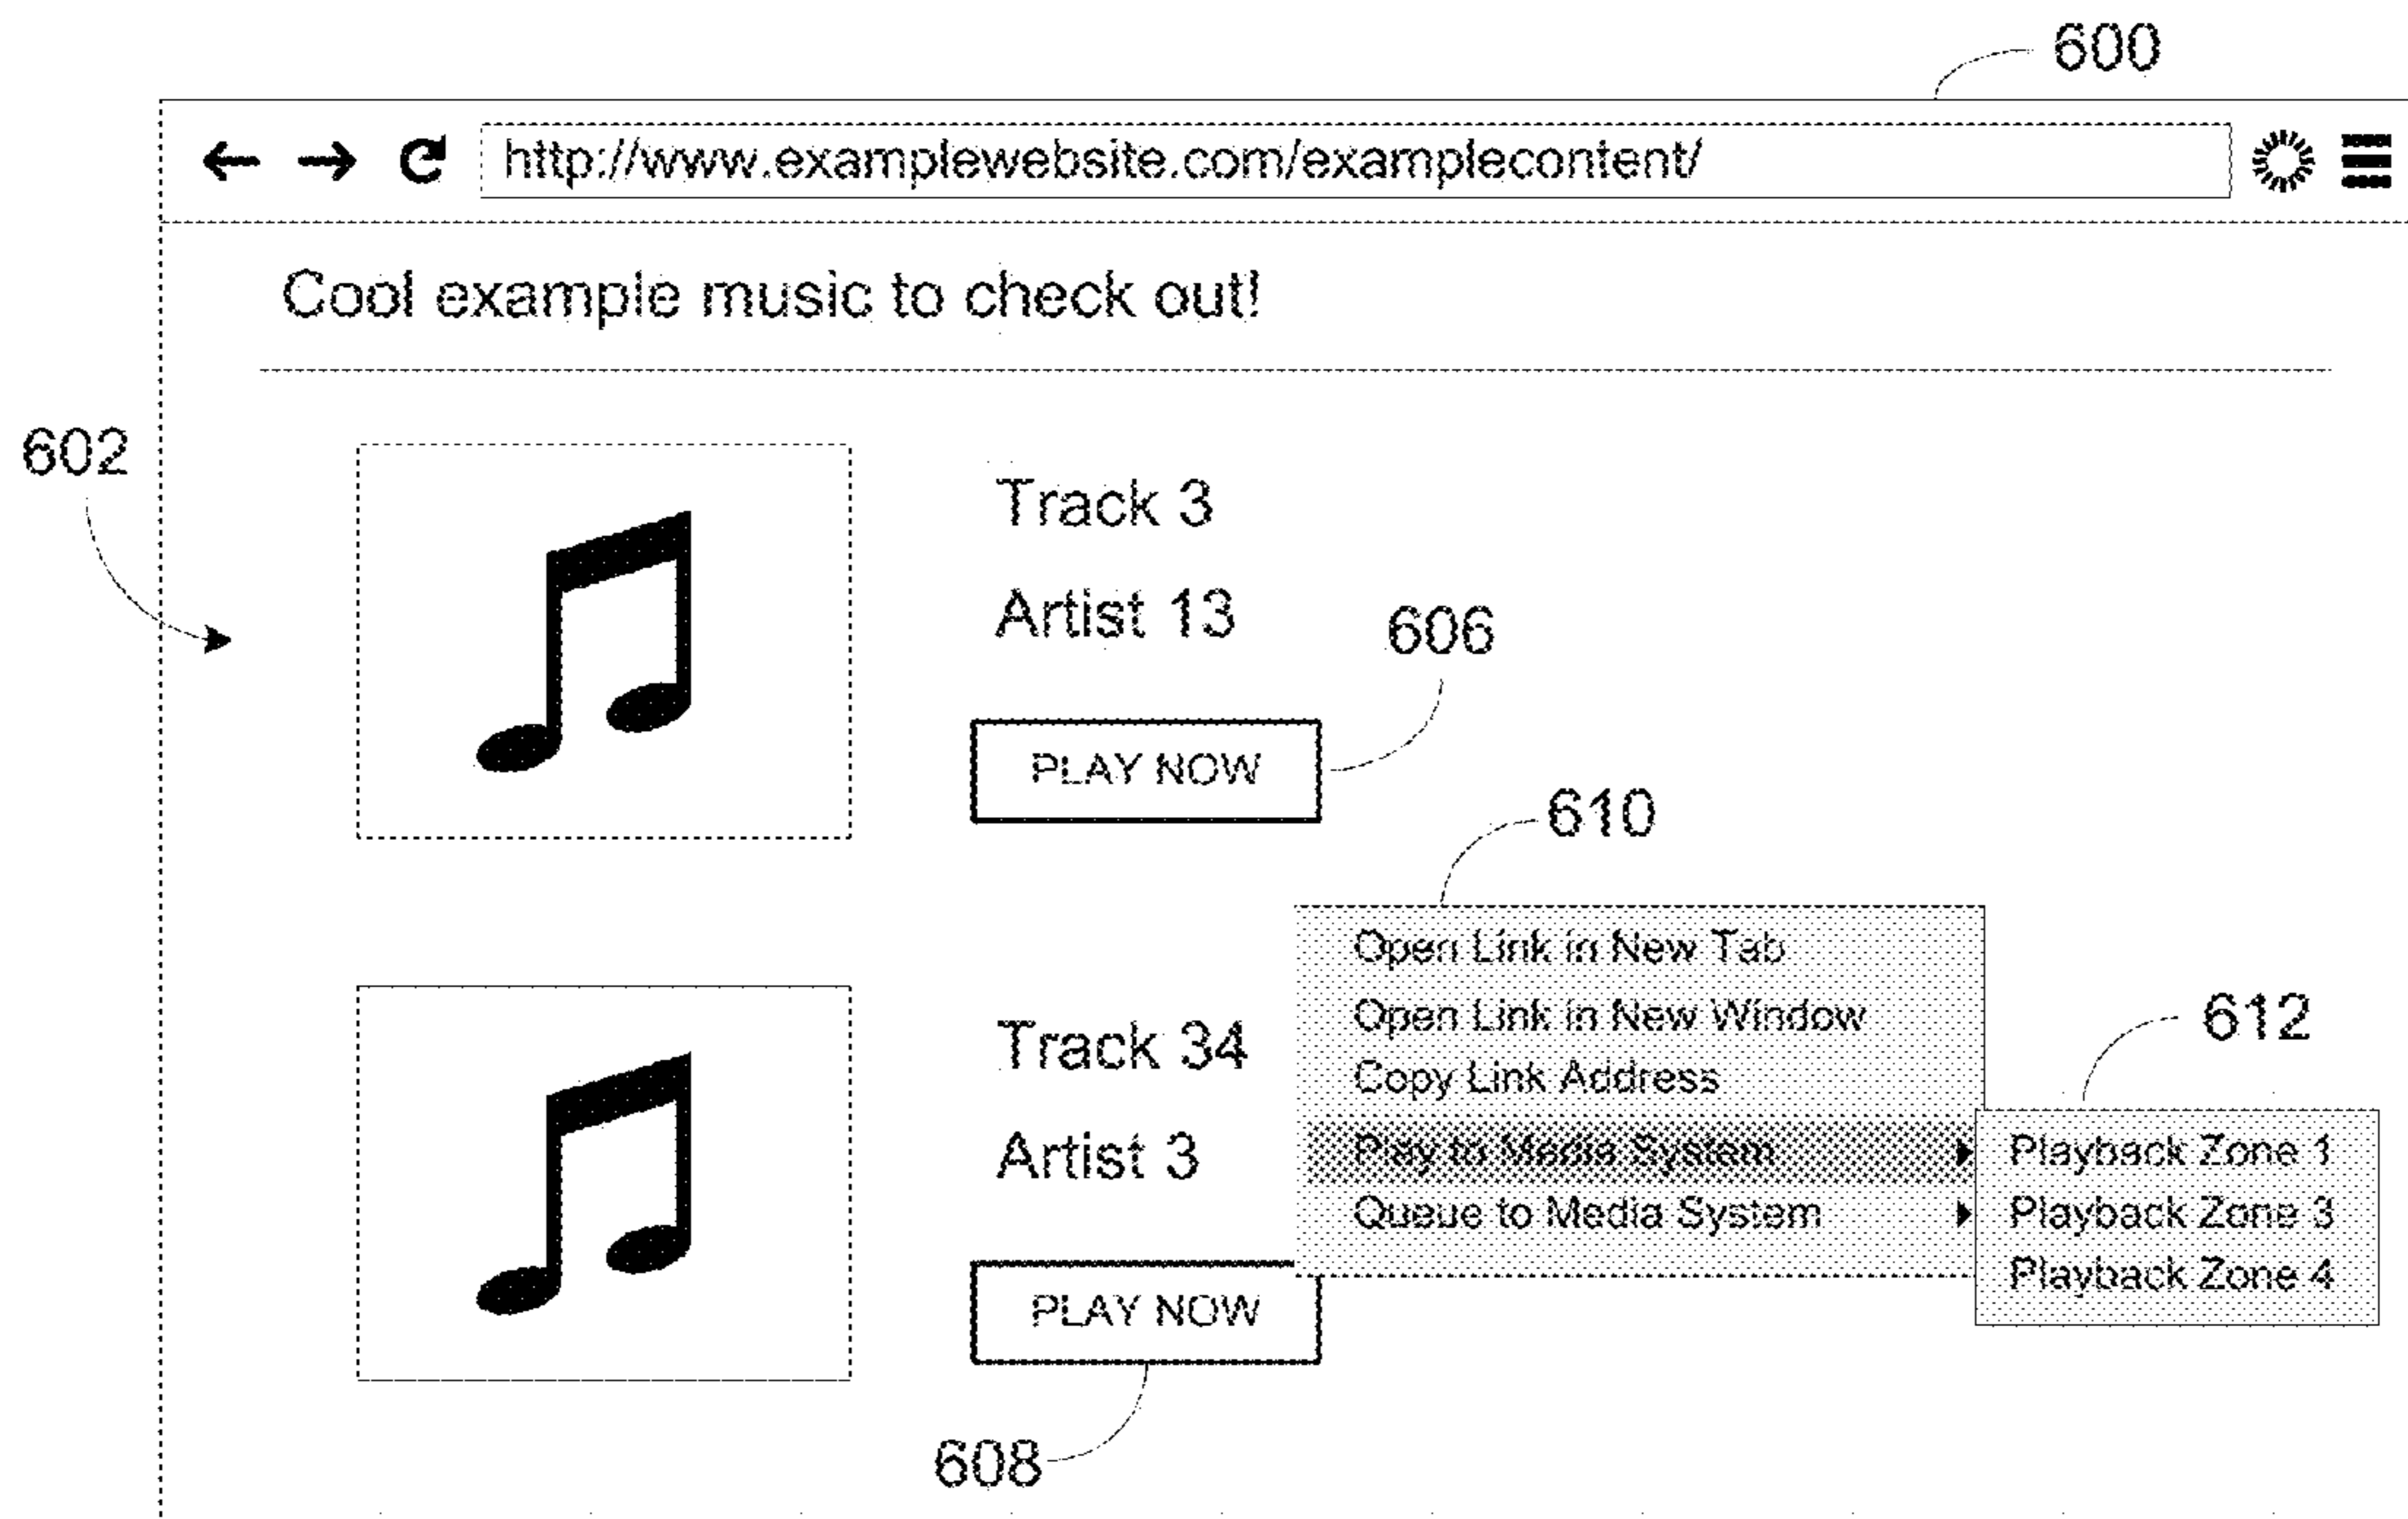 600
http://www.examplewebsite.com/examplecontent/
Cool example music to check out!
602
Track 3
Artist 13
606
PLAY NOW
610
Open Link in New Tab
Open Link in New Window
612
Track 34
Copy Link Address
Artist 3
Play to Media System
Playback Zone 1
Queue to Media System
Playback Zone 3
Playback Zone 4
PLAY NOW
608